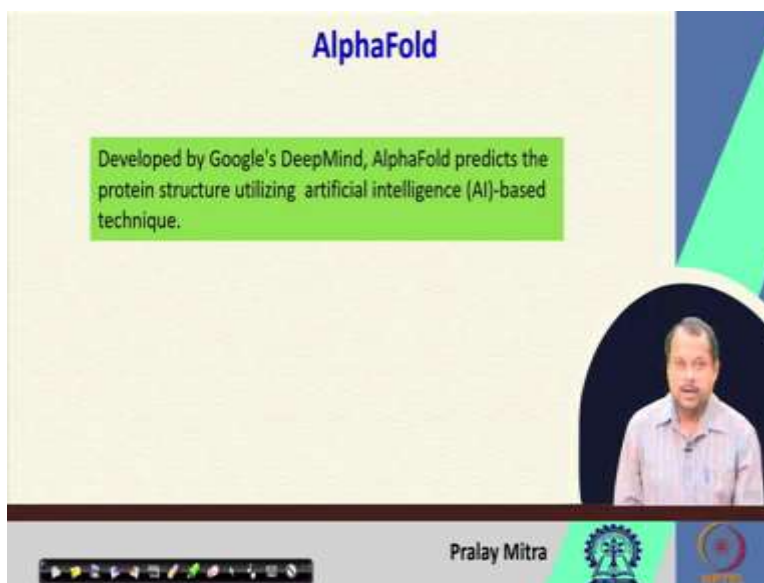 AlphaFold
Developed by Google's DeepMind, AlphaFold predicts the
protein structure utilizing artificial intelligence (AI)-based
technique.
Pralay Mitra